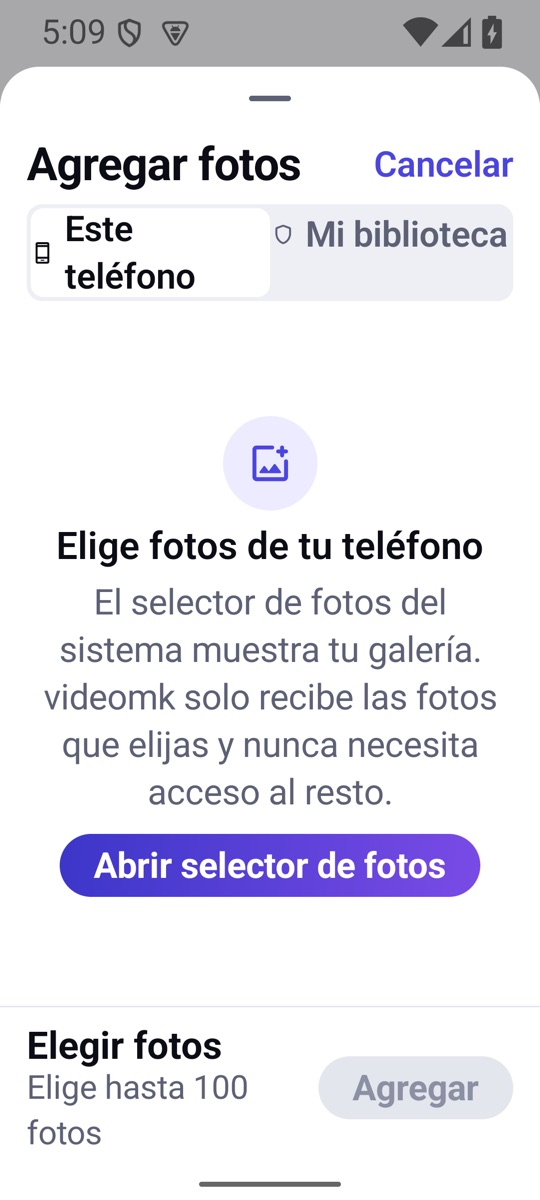 5:09
Agregar fotos
Cancelar
Este
teléfono
Mi biblioteca
Elige fotos de tu teléfono
El selector de fotos del
sistema muestra tu galería.
videomk solo recibe las fotos
que elijas y nunca necesita
acceso al resto.
Abrir selector de fotos
Elegir fotos
Elige hasta 100
fotos
Agregar